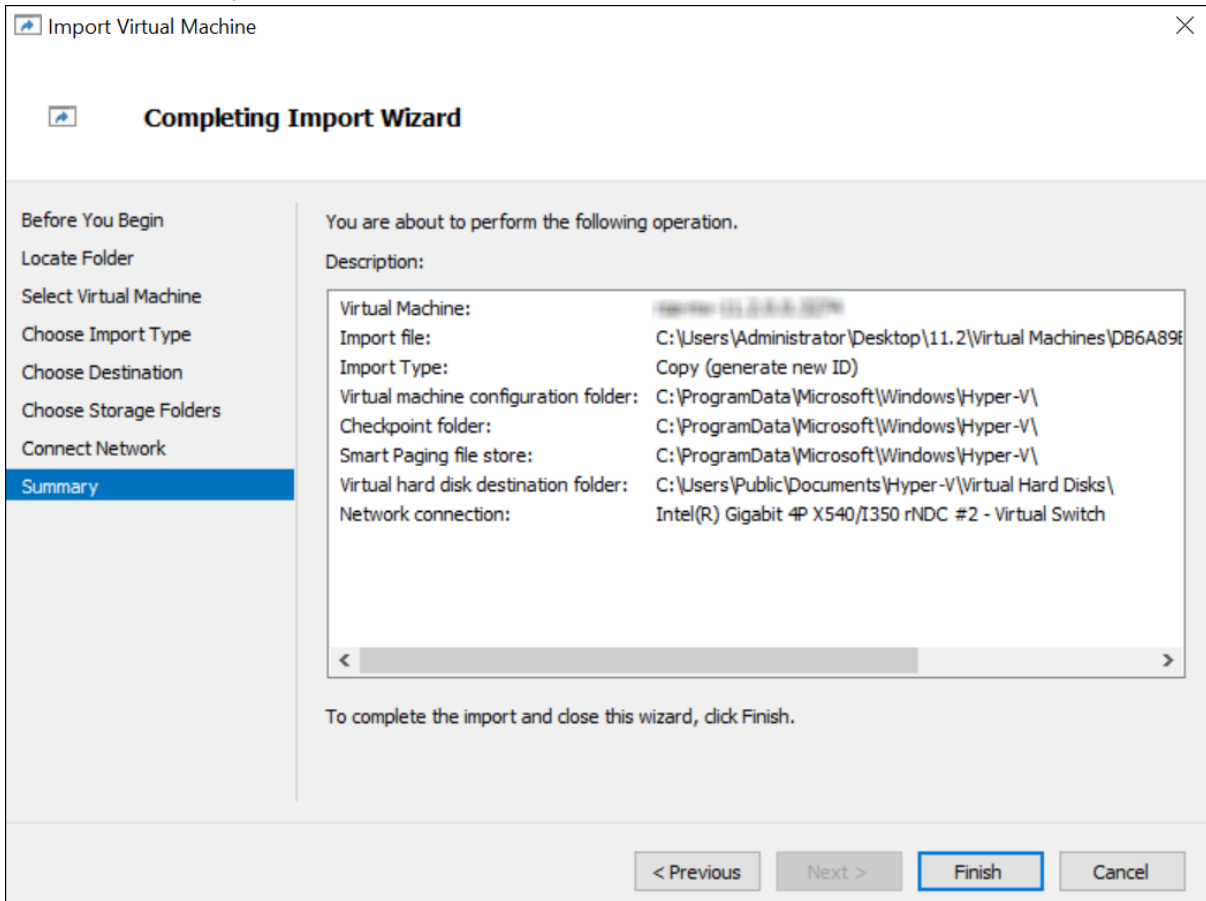 Import Virtual Machine
Completing Import Wizard
Before You Begin
Locate Folder
Select Virtual Machine
Choose Import Type
Choose Destination
Choose Storage Folders
Connect Network
Summary
You are about to perform the following operation.
Description:
Virtual Machine:
Import file: C:\Users\Administrator\Desktop\11.2\Virtual Machines\DB6A89E
Import Type: Copy (generate new ID)
Virtual machine configuration folder: C:\ProgramData\Microsoft\Windows\Hyper-V\
Checkpoint folder: C:\ProgramData\Microsoft\Windows\Hyper-V\
Smart Paging file store: C:\ProgramData\Microsoft\Windows\Hyper-V\
Virtual hard disk destination folder: C:\Users\Public\Documents\Hyper-V\Virtual Hard Disks\
Network connection: Intel(R) Gigabit 4P X540/I350 rNDC #2 - Virtual Switch
To complete the import and close this wizard, click Finish.
< Previous Next > Finish Cancel